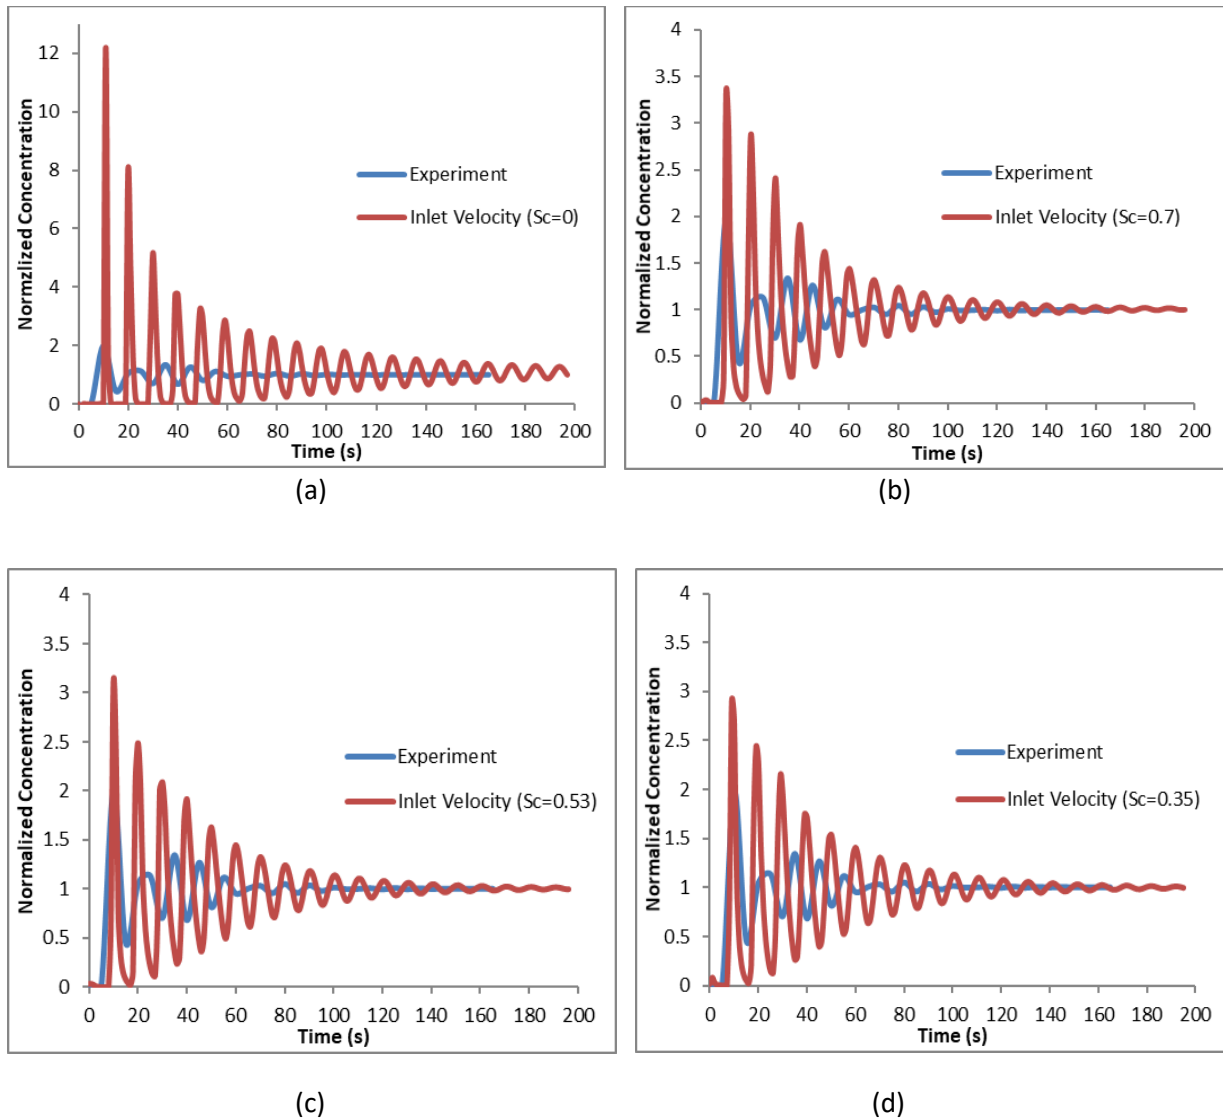 Normzlized Concentration
12
10
8
6
4
2
0
0 20 40 60 80 100 120 140 160 180 200
Time (s)
Experiment
Inlet Velocity (Sc=0)
(a)
Normalized Concentration
4
3.5
3
2.5
2
1.5
1
0.5
0
0 20 40 60 80 100 120 140 160 180 200
Time (s)
Experiment
Inlet Velocity (Sc=0.7)
(b)
Normalized Concentration
4
3.5
3
2.5
2
1.5
1
0.5
0
0 20 40 60 80 100 120 140 160 180 200
Time (s)
Experiment
Inlet Velocity (Sc=0.53)
(c)
Normalized Concentration
4
3.5
3
2.5
2
1.5
1
0.5
0
0 20 40 60 80 100 120 140 160 180 200
Time (s)
Experiment
Inlet Velocity (Sc=0.35)
(d)